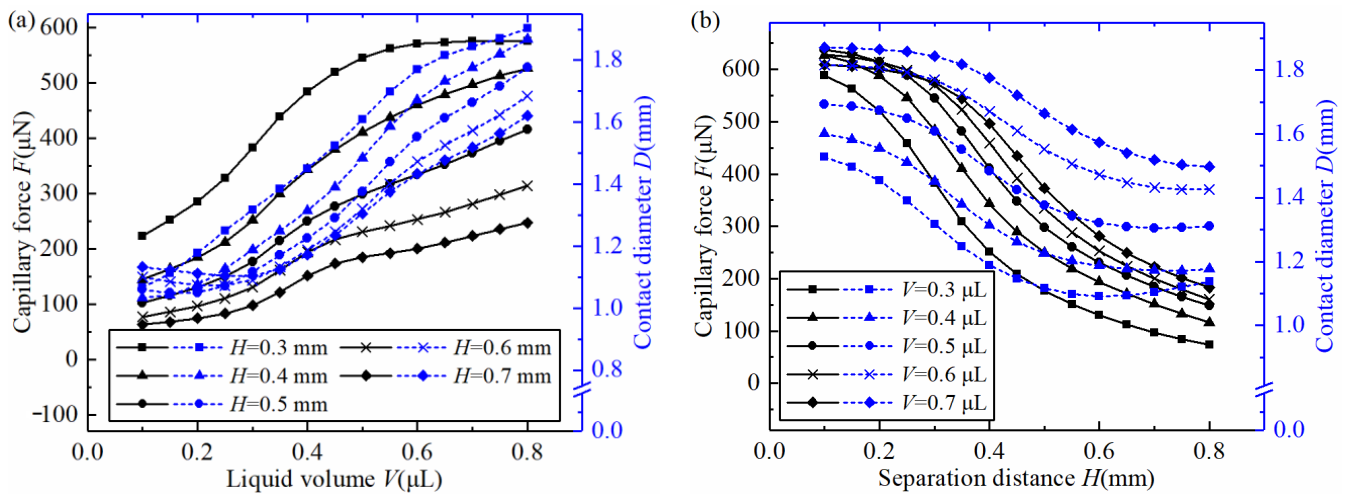 (a)
600
500
400
300
200
100
0
-100
Capillary force F(μN)
0.0 0.2 0.4 0.6 0.8
Liquid volume V(μL)
1.8
1.6
1.4
1.2
1.0
0.8
0.0
Contact diameter D(mm)
H=0.3 mm H=0.6 mm
H=0.4 mm H=0.7 mm
H=0.5 mm
(b)
600
500
400
300
200
100
0
Capillary force F(μN)
0.0 0.2 0.4 0.6 0.8
Separation distance H(mm)
1.8
1.6
1.4
1.2
1.0
0.0
Contact diameter D(mm)
V=0.3 μL
V=0.4 μL
V=0.5 μL
V=0.6 μL
V=0.7 μL